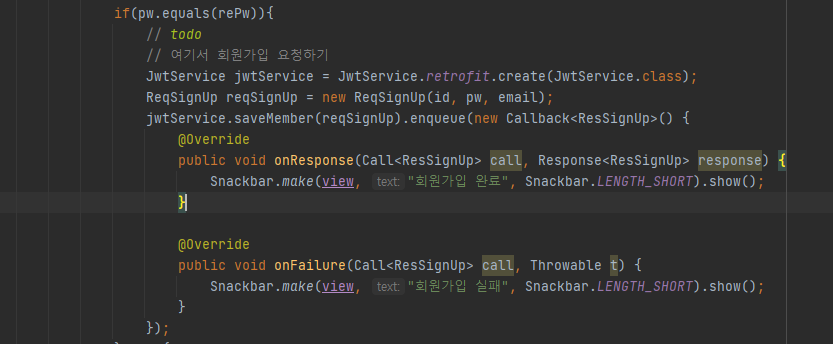 if(pw.equals(rePw)){
// todo
// 여기서 회원가입 요청하기
JwtService jwtService = JwtService.retrofit.create(JwtService.class);
ReqSignUp reqSignUp = new ReqSignUp(id, pw, email);
jwtService.saveMember(reqSignUp).enqueue(new Callback<ResSignUp>() {
@Override
public void onResponse(Call<ResSignUp> call, Response<ResSignUp> response) {
Snackbar.make(view, text: "회원가입 완료", Snackbar.LENGTH_SHORT).show();
}
@Override
public void onFailure(Call<ResSignUp> call, Throwable t) {
Snackbar.make(view, text: "회원가입 실패", Snackbar.LENGTH_SHORT).show();
}
});